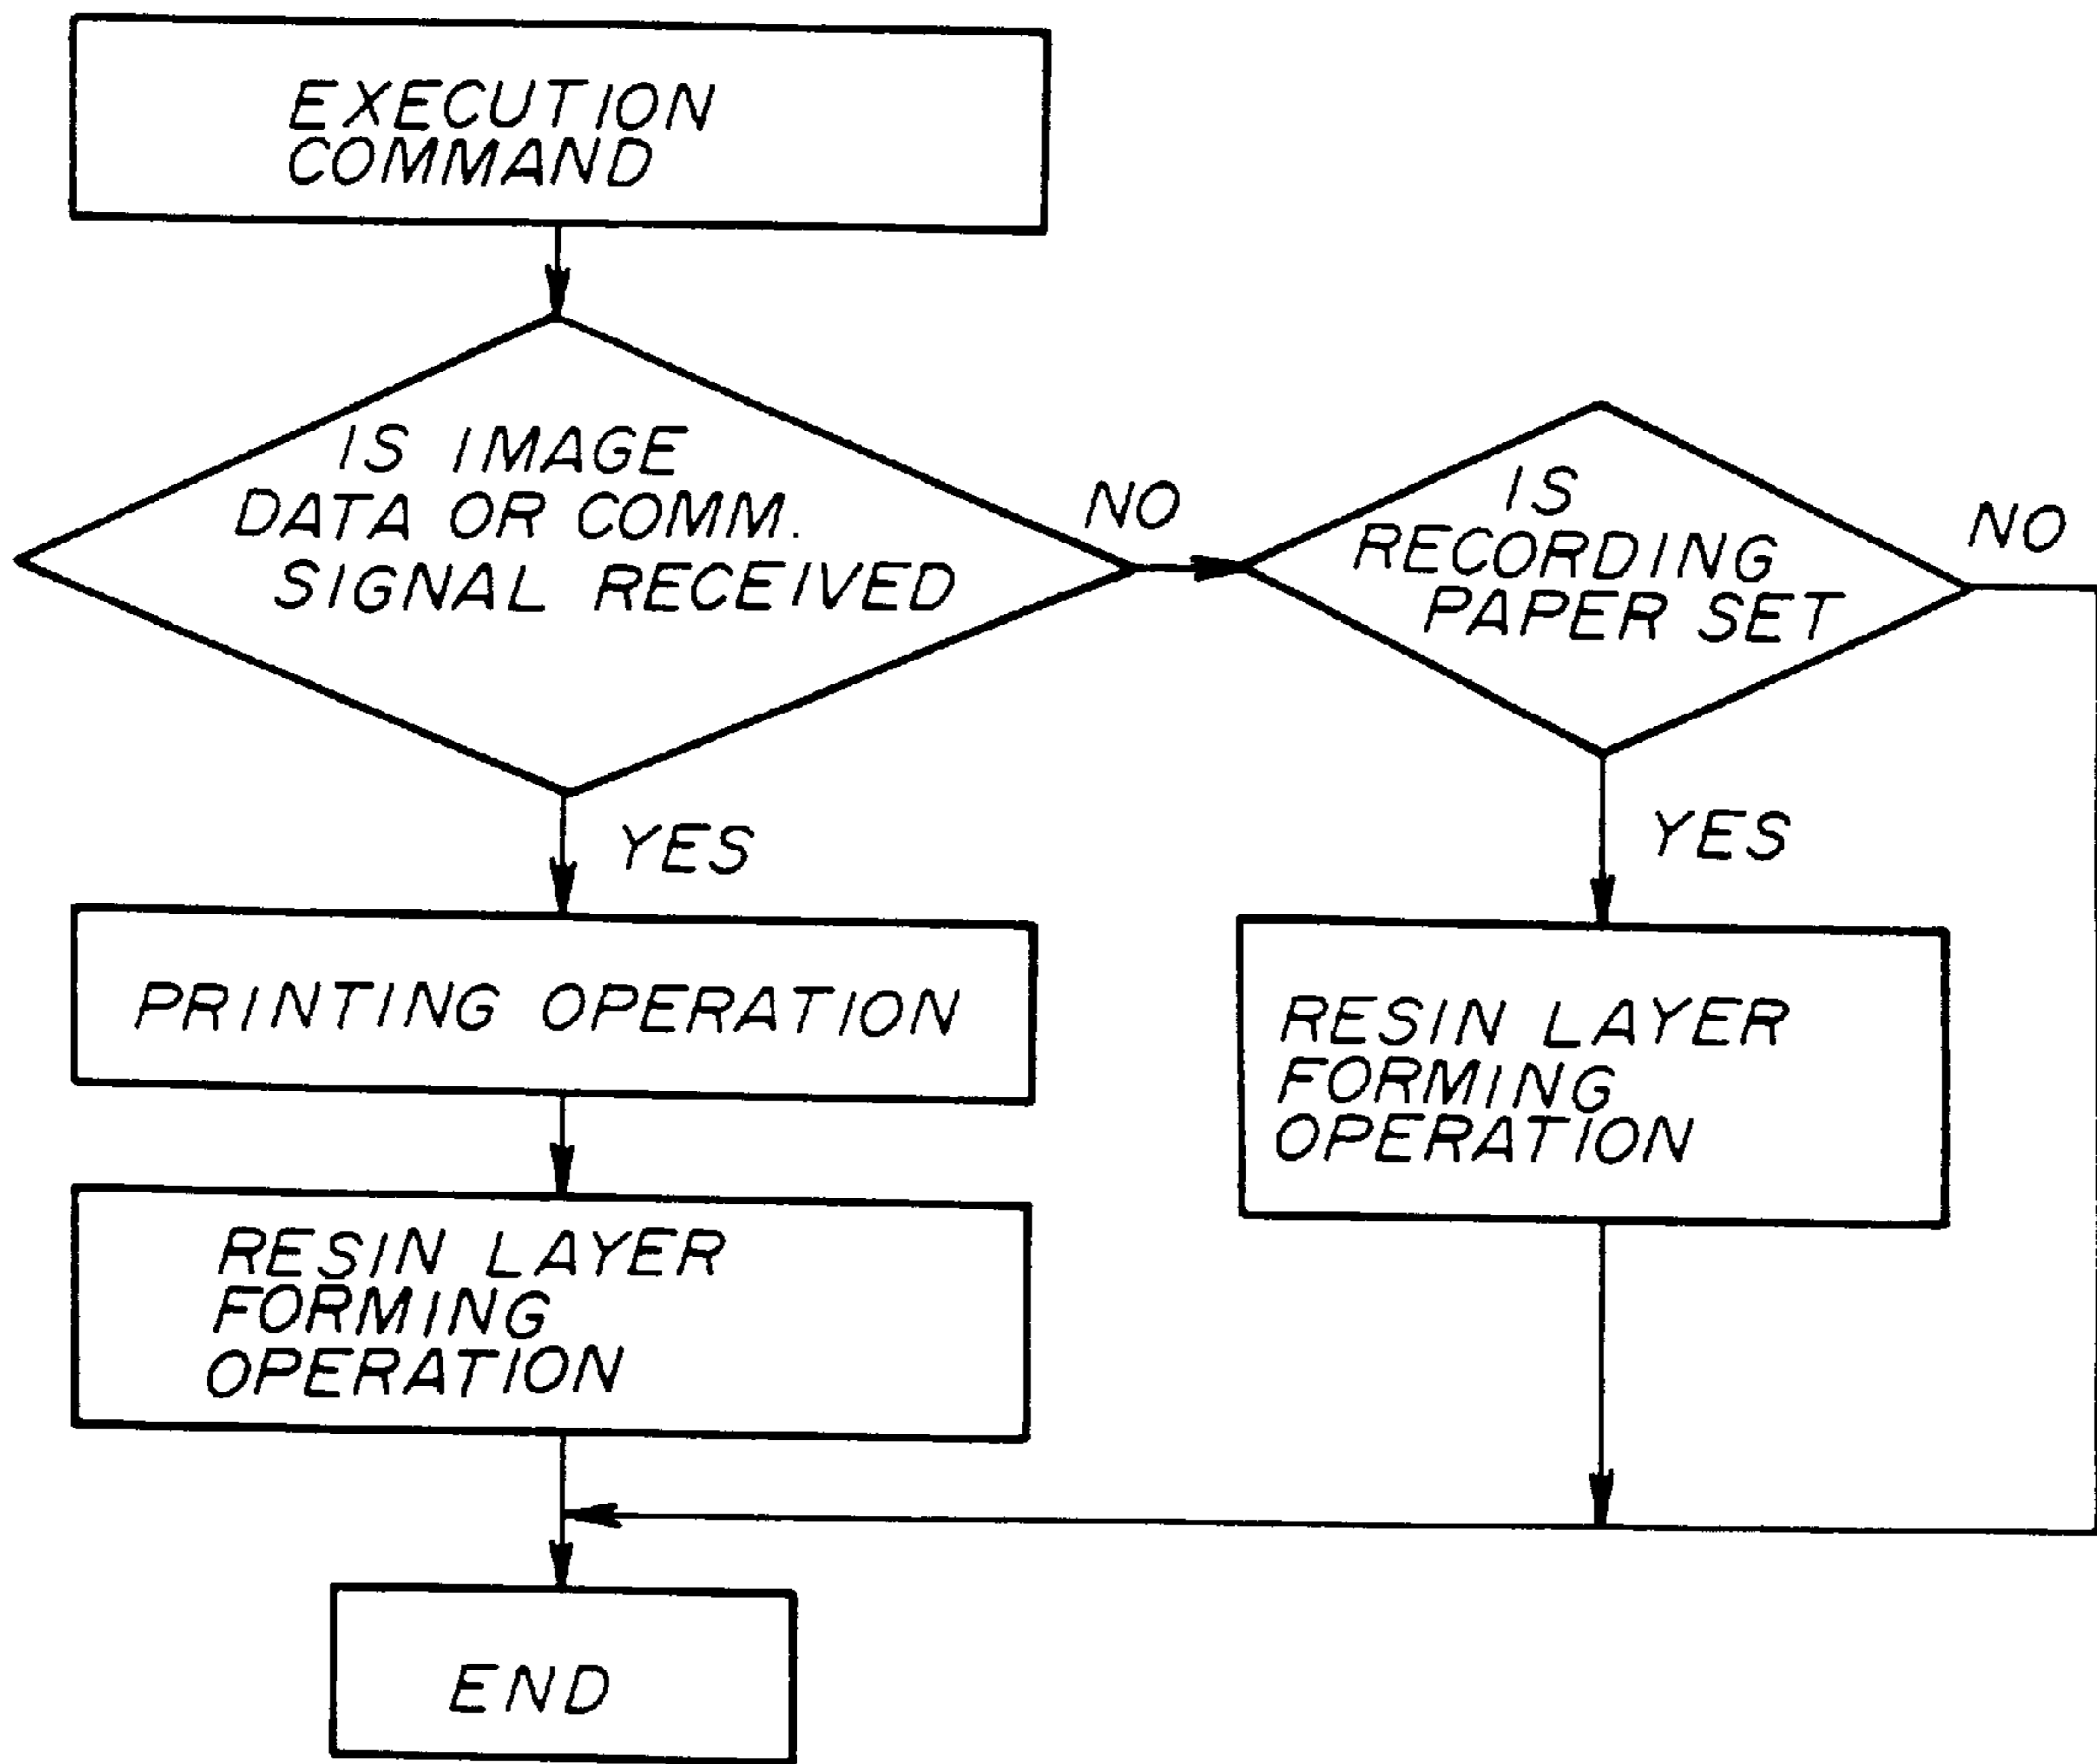 EXECUTION
COMMAND
IS IMAGE
DATA OR COMM.
SIGNAL RECEIVED
NO
IS
RECORDING
PAPER SET
NO
YES
YES
PRINTING OPERATION
RESIN LAYER
FORMING
OPERATION
RESIN LAYER
FORMING
OPERATION
END